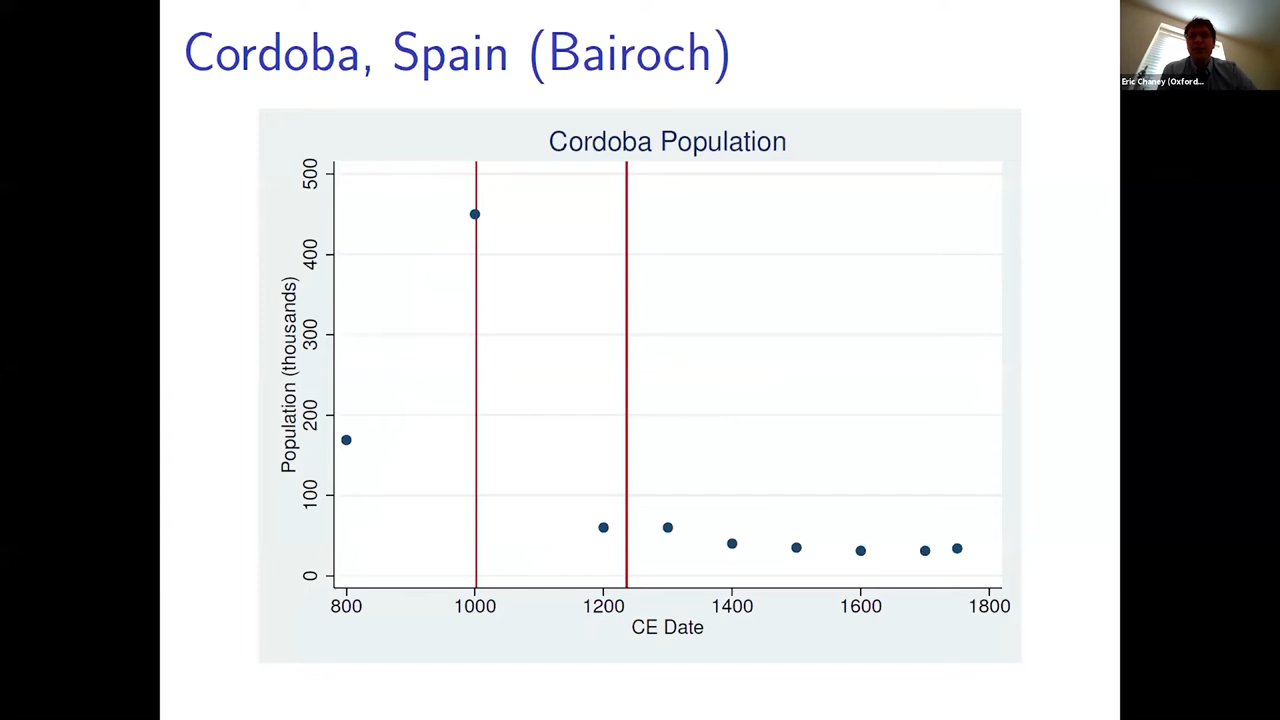 Cordoba, Spain (Bairoch)
Eric Chaney (Oxford...
Cordoba Population
Population (thousands)
500
400
300
200
100
0
800 1000 1200 1400 1600 1800
CE Date